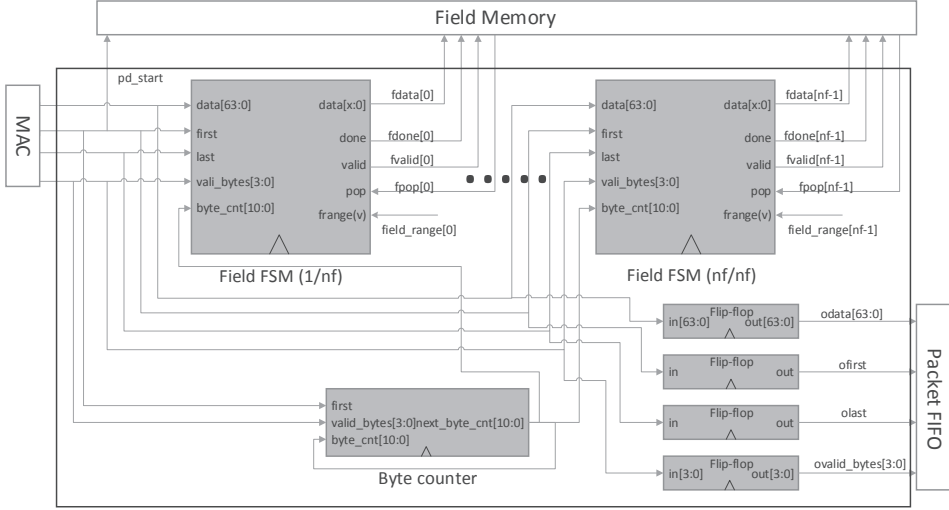 Field Memory
pd_start
MAC
data[63:0]
first
last
vali_bytes[3:0]
byte_cnt[10:0]
data[x:0]
done
valid
pop
frange(v)
fdata[0]
fdone[0]
fvalid[0]
fpop[0]
field_range[0]
Field FSM (1/nf)
data[63:0]
first
last
vali_bytes[3:0]
byte_cnt[10:0]
data[x:0]
done
valid
pop
frange(v)
fdata[nf-1]
fdone[nf-1]
fvalid[nf-1]
fpop[nf-1]
field_range[nf-1]
Field FSM (nf/nf)
Flip-flop
in[63:0] out[63:0]
odata[63:0]
Flip-flop
in out
ofirst
Flip-flop
in out
olast
Flip-flop
in[3:0] out[3:0]
ovalid_bytes[3:0]
Packet FIFO
first
valid_bytes[3:0]next_byte_cnt[10:0]
byte_cnt[10:0]
Byte counter